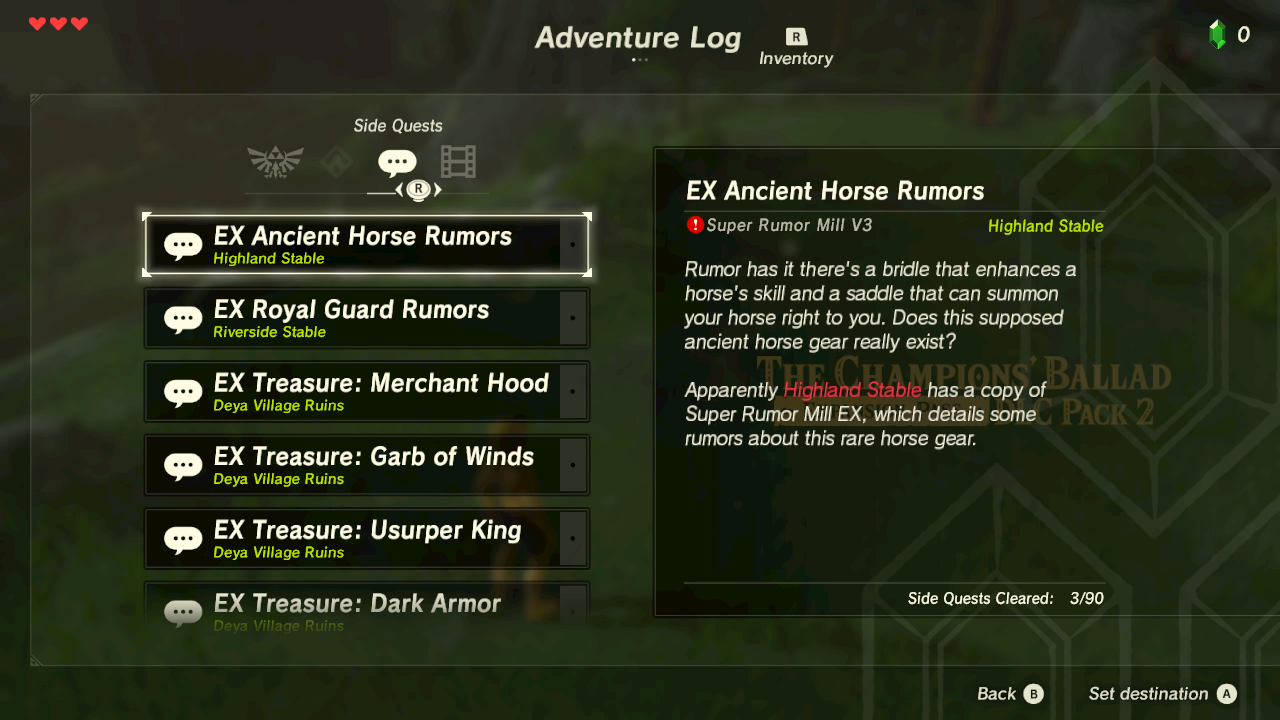 Adventure Log
R
Inventory
0
Side Quests
R
EX Ancient Horse Rumors
Highland Stable
EX Royal Guard Rumors
Riverside Stable
EX Treasure: Merchant Hood
Deya Village Ruins
EX Treasure: Garb of Winds
Deya Village Ruins
EX Treasure: Usurper King
Deya Village Ruins
EX Treasure: Dark Armor
Deya Village Ruins
EX Ancient Horse Rumors
! Super Rumor Mill V3
Highland Stable
Rumor has it there's a bridle that enhances a
horse's skill and a saddle that can summon
your horse right to you. Does this supposed
ancient horse gear really exist?
THE CHAMPIONS' BALLAD
Apparently Highland Stable has a copy of
DLC PACK 2
Super Rumor Mill EX, which details some
rumors about this rare horse gear.
Side Quests Cleared: 3/90
Back B
Set destination A